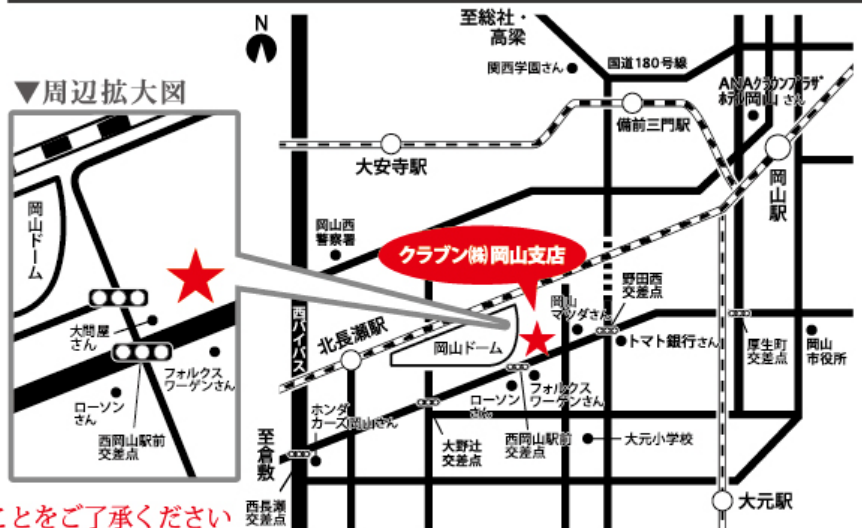 N
至総社・
高梁
国道180号線
関西学園さん
ANAクラウンプラザ
ホテル岡山 さん
▼周辺拡大図
備前三門駅
大安寺駅
岡山駅
岡山ドーム
岡山西
警察署
クラブン㈱岡山支店
野田西
交差点
岡山
マツダさん
西バイパス
北長瀬駅
岡山ドーム
トマト銀行さん
厚生町
交差点
岡山
市役所
大問屋
さん
フォルクス
ワーゲンさん
ローソン
さん
西岡山駅前
交差点
フォルクス
ワーゲンさん
ローソン
さん
ホンダ
カーズ岡山さん
至倉敷
大野辻
交差点
西岡山駅前
交差点
大元小学校
西長瀬
交差点
大元駅
ことをご了承ください